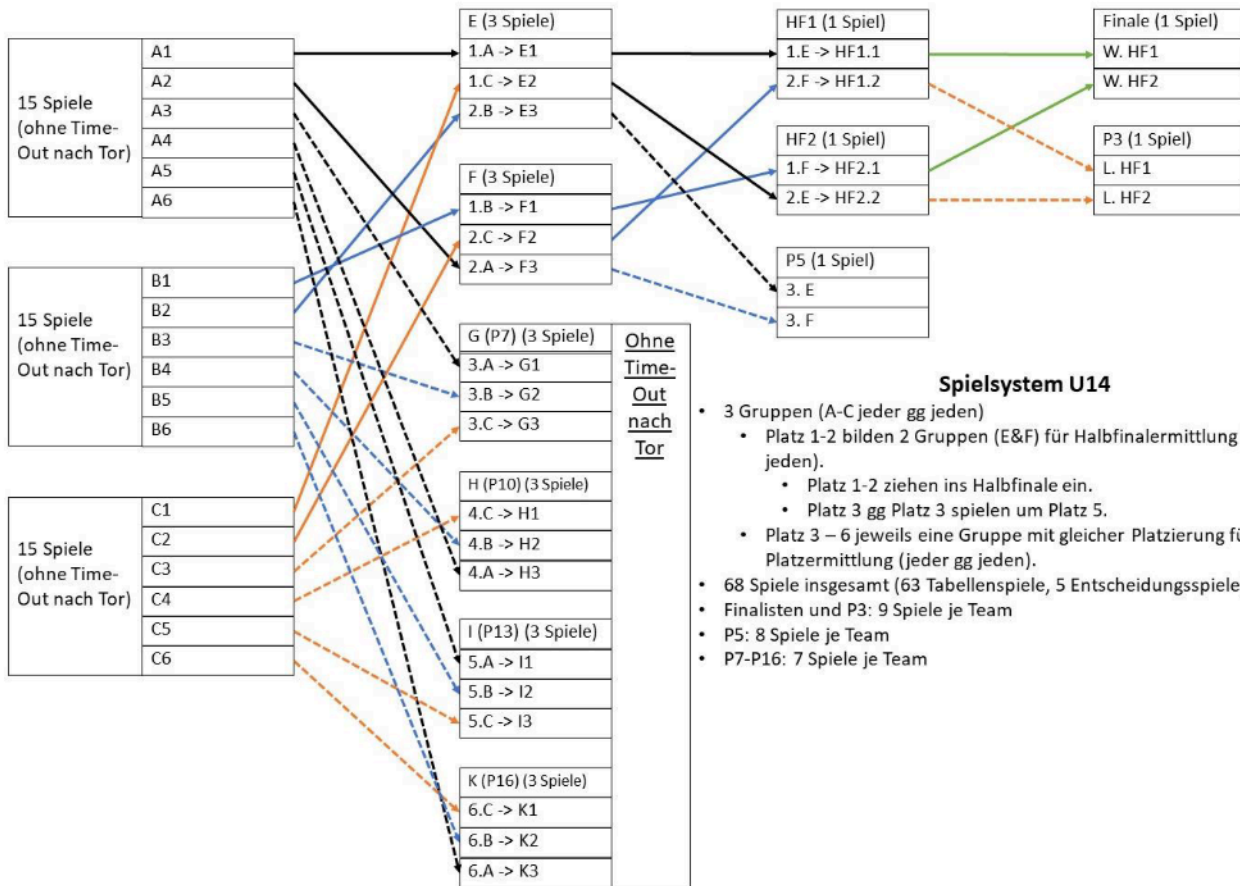 15 Spiele
(ohne Time-
Out nach Tor)
A1
A2
A3
A4
A5
A6
15 Spiele
(ohne Time-
Out nach Tor)
B1
B2
B3
B4
B5
B6
15 Spiele
(ohne Time-
Out nach Tor)
C1
C2
C3
C4
C5
C6
E (3 Spiele)
1.A -> E1
1.C -> E2
2.B -> E3
F (3 Spiele)
1.B -> F1
2.C -> F2
2.A -> F3
G (P7) (3 Spiele)
3.A -> G1
3.B -> G2
3.C -> G3
H (P10) (3 Spiele)
4.C -> H1
4.B -> H2
4.A -> H3
I (P13) (3 Spiele)
5.A -> I1
5.B -> I2
5.C -> I3
K (P16) (3 Spiele)
6.C -> K1
6.B -> K2
6.A -> K3
Ohne
Time-
Out
nach
Tor
HF1 (1 Spiel)
1.E -> HF1.1
2.F -> HF1.2
HF2 (1 Spiel)
1.F -> HF2.1
2.E -> HF2.2
P5 (1 Spiel)
3. E
3. F
Finale (1 Spiel)
W. HF1
W. HF2
P3 (1 Spiel)
L. HF1
L. HF2
Spielsystem U14
• 3 Gruppen (A-C jeder gg jeden)
• Platz 1-2 bilden 2 Gruppen (E&F) für Halbfinalermittlung
jeden).
• Platz 1-2 ziehen ins Halbfinale ein.
• Platz 3 gg Platz 3 spielen um Platz 5.
• Platz 3 – 6 jeweils eine Gruppe mit gleicher Platzierung fü
Platzermittlung (jeder gg jeden).
• 68 Spiele insgesamt (63 Tabellenspiele, 5 Entscheidungsspiele
• Finalisten und P3: 9 Spiele je Team
• P5: 8 Spiele je Team
• P7-P16: 7 Spiele je Team